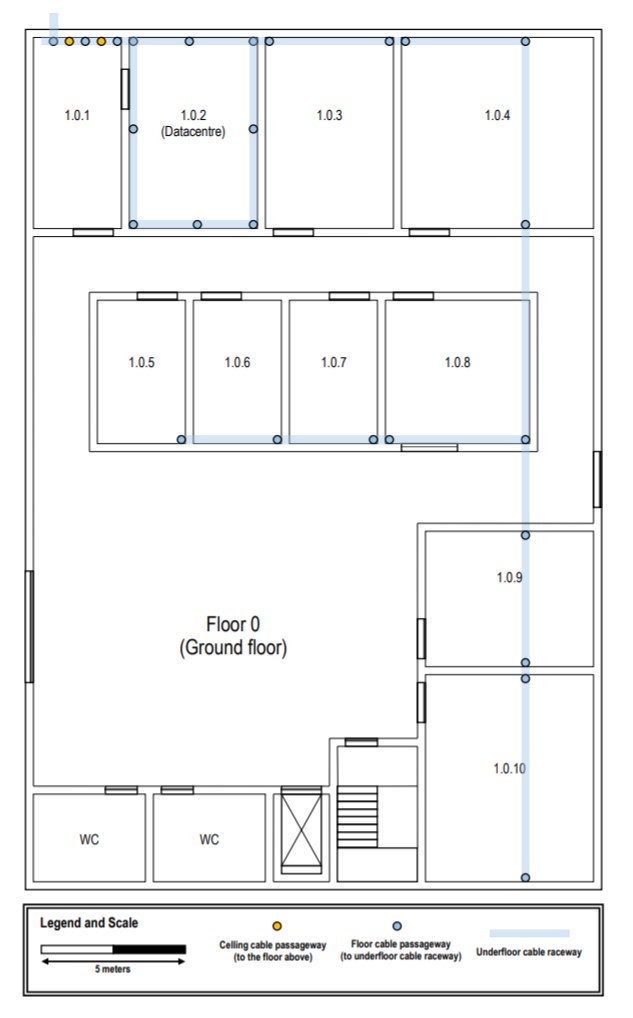 1.0.1
1.0.2
(Datacentre)
1.0.3
1.0.4
1.0.5
1.0.6
1.0.7
1.0.8
1.0.9
Floor 0
(Ground floor)
1.0.10
WC
WC
Legend and Scale
5 meters
Celling cable passageway
(to the floor above)
Floor cable passageway
(to underfloor cable raceway)
Underfloor cable raceway